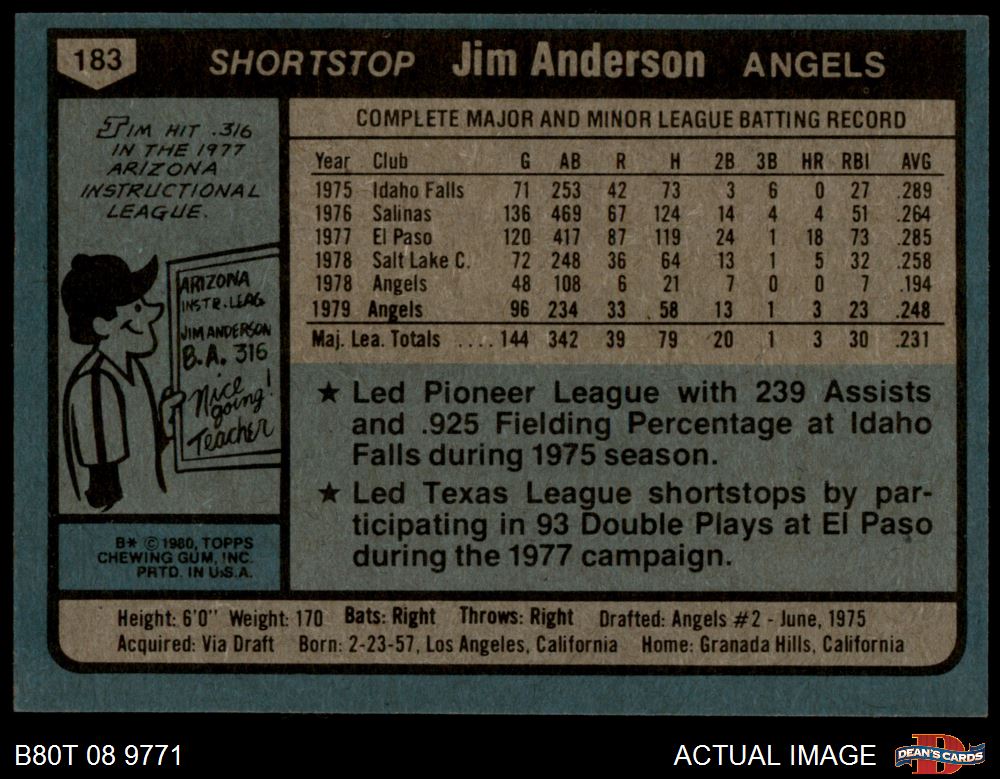 183 SHORTSTOP Jim Anderson ANGELS
JIM HIT .316
IN THE 1977
ARIZONA
INSTRUCTIONAL
LEAGUE.
ARIZONA
INSTR. LEAG
JIM ANDERSON
B.A. 316
Nice
going!
Teacher
B* © 1980, TOPPS
CHEWING GUM, INC.
PRTD. IN U.S.A.
COMPLETE MAJOR AND MINOR LEAGUE BATTING RECORD
Year Club G AB R H 2B 3B HR RBI AVG
1975 Idaho Falls 71 253 42 73 3 6 0 27 .289
1976 Salinas 136 469 67 124 14 4 4 51 .264
1977 El Paso 120 417 87 119 24 1 18 73 .285
1978 Salt Lake C. 72 248 36 64 13 1 5 32 .258
1978 Angels 48 108 6 21 7 0 0 7 .194
1979 Angels 96 234 33 58 13 1 3 23 .248
Maj. Lea. Totals .... 144 342 39 79 20 1 3 30 .231
★ Led Pioneer League with 239 Assists
and .925 Fielding Percentage at Idaho
Falls during 1975 season.
★ Led Texas League shortstops by par-
ticipating in 93 Double Plays at El Paso
during the 1977 campaign.
Height: 6'0" Weight: 170 Bats: Right Throws: Right Drafted: Angels #2 - June, 1975
Acquired: Via Draft Born: 2-23-57, Los Angeles, California Home: Granada Hills, California
B80T 08 9771 ACTUAL IMAGE DEAN'S CARDS